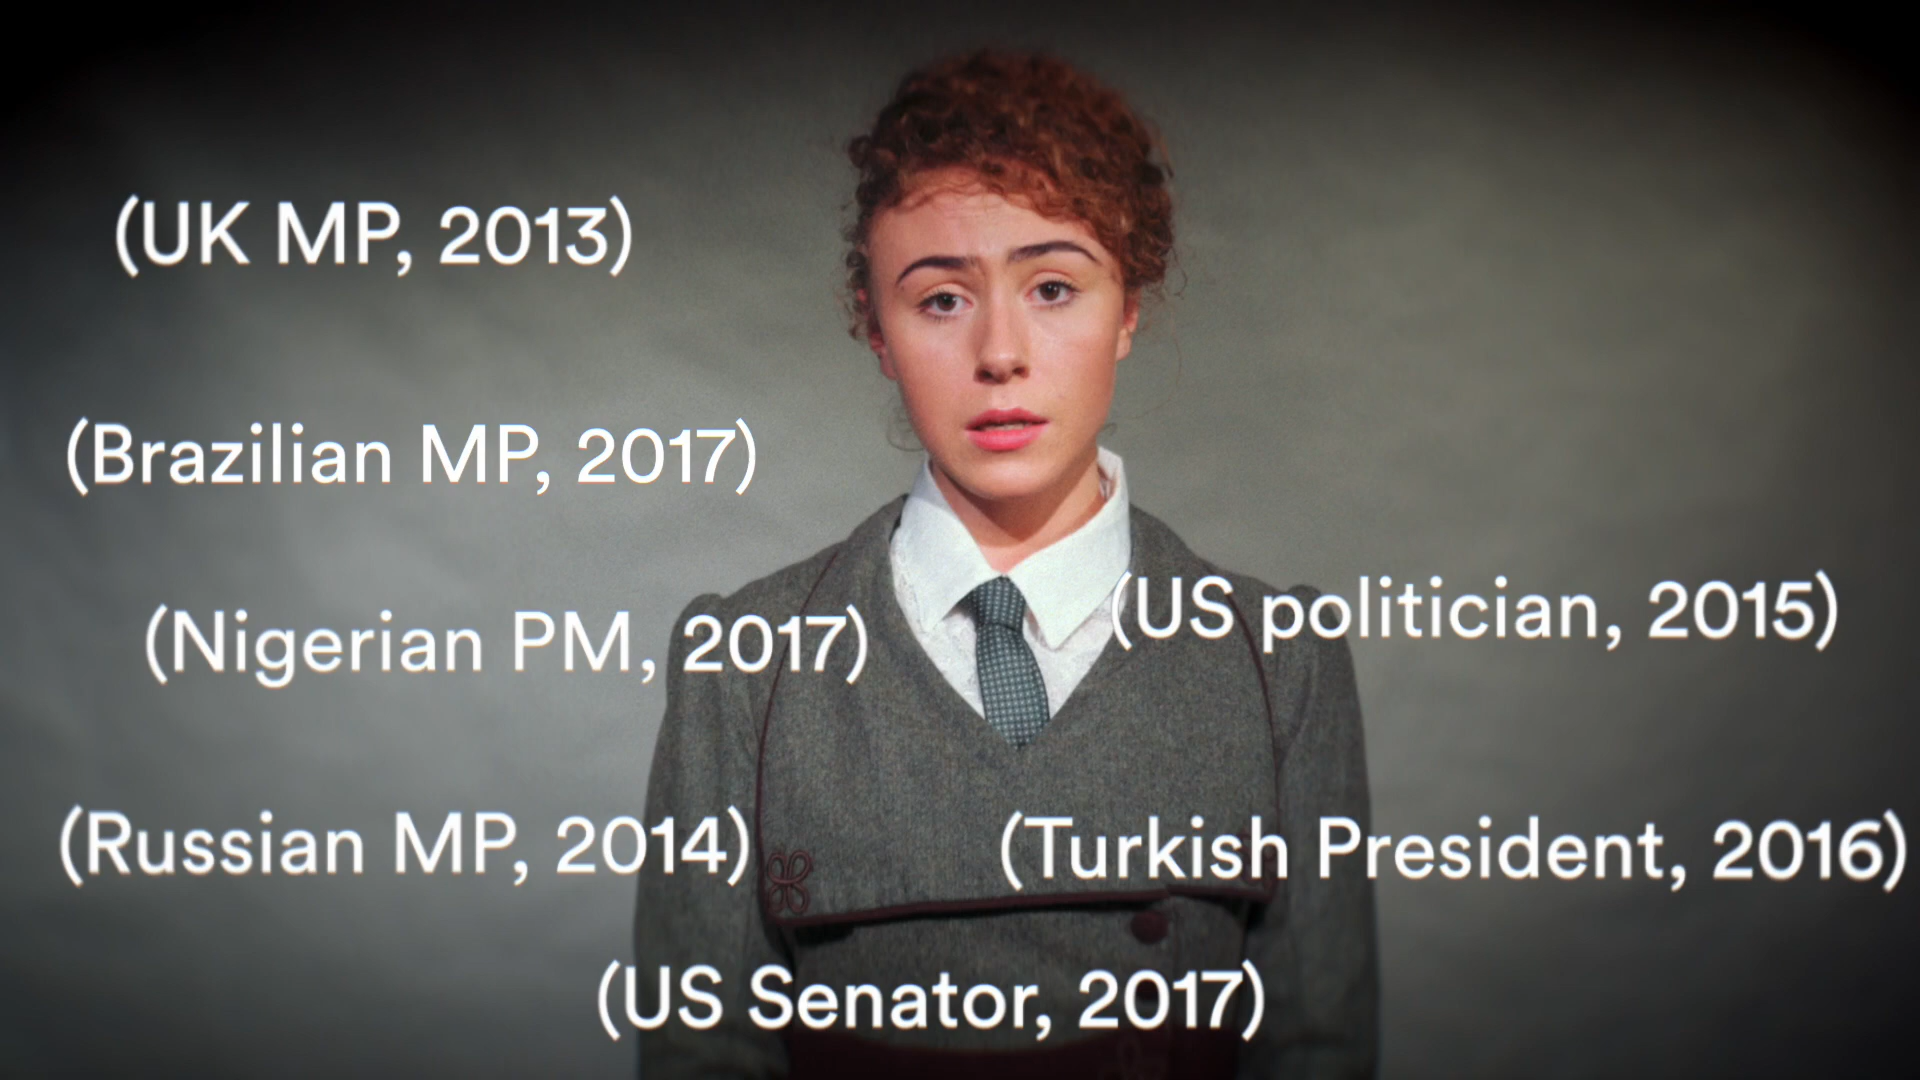 (UK MP, 2013)
(Brazilian MP, 2017)
(US politician, 2015)
(Nigerian PM, 2017)
(Russian MP, 2014)
(Turkish President, 2016)
(US Senator, 2017)